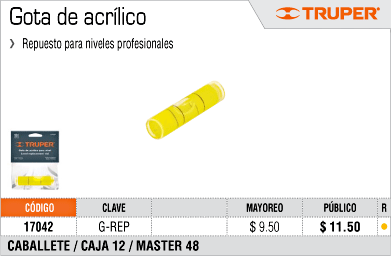 Gota de acrílico
TRUPER®
❯ Repuesto para niveles profesionales
TRUPER
CÓDIGO CLAVE MAYOREO PÚBLICO R
17042 G-REP $ 9.50 $ 11.50
CABALLETE / CAJA 12 / MASTER 48